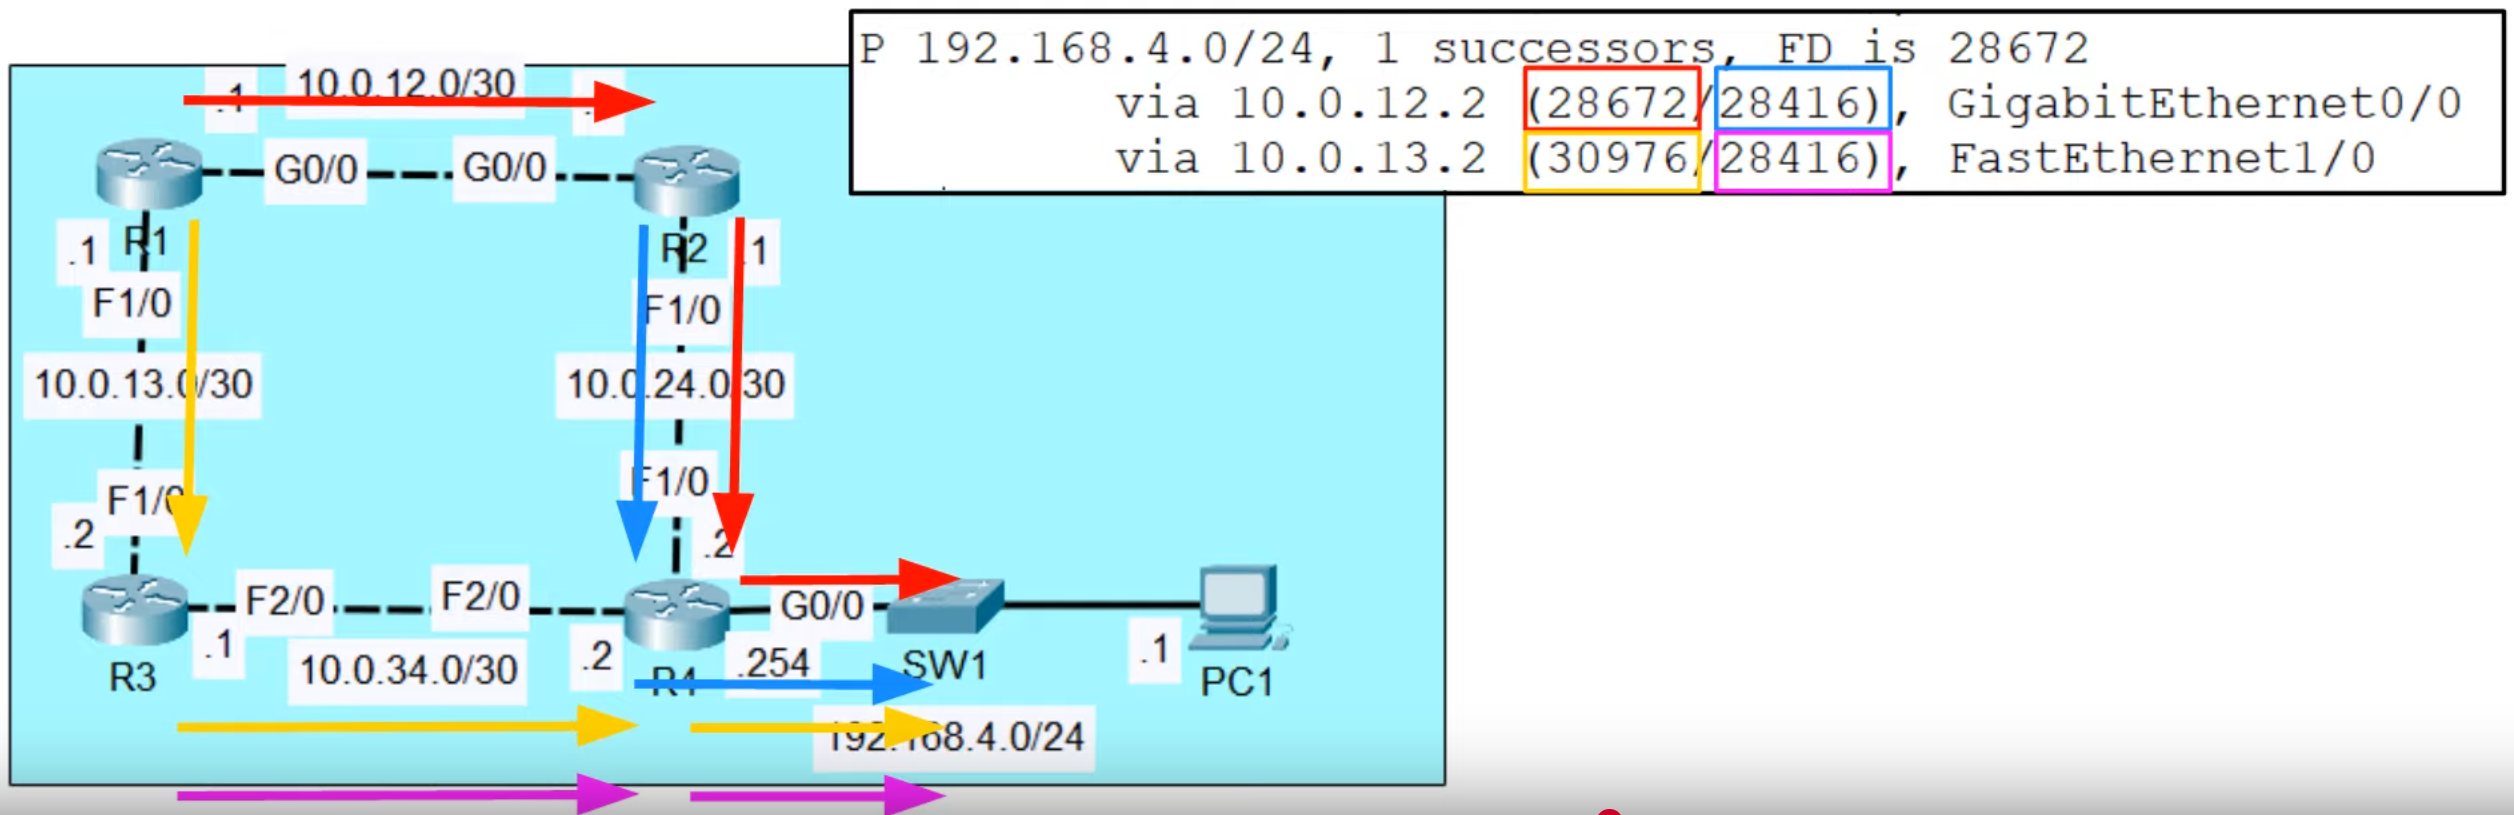 P 192.168.4.0/24, 1 successors, FD is 28672
via 10.0.12.2 (28672/28416), GigabitEthernet0/0
via 10.0.13.2 (30976/28416), FastEthernet1/0
.1
10.0.12.0/30
G0/0
G0/0
.1
R1
R2
.1
F1/0
F1/0
10.0.13.0/30
10.0.24.0/30
F1/0
F1/0
.2
.2
F2/0
F2/0
G0/0
.1
R3
10.0.34.0/30
.2
R4
.254
SW1
.1
PC1
192.168.4.0/24